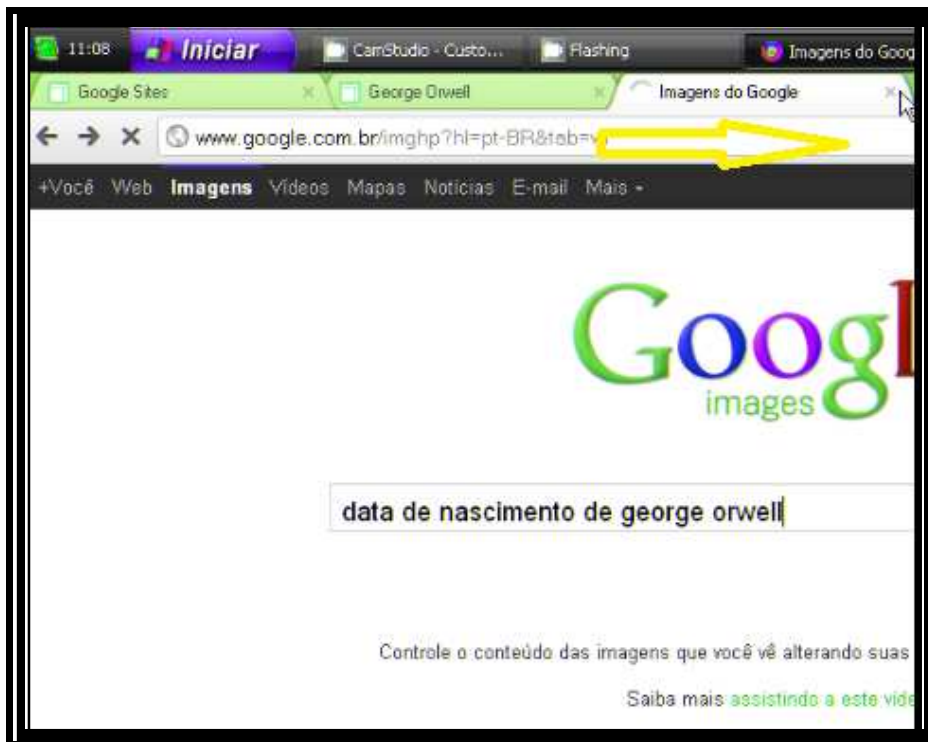 11:08 Iniciar CamStudio - Custo... Flashing Imagens do Goog
Google Sites George Orwell Imagens do Google
www.google.com.br/imghp?hl=pt-BR&tab=
+Você Web Imagens Vídeos Mapas Notícias E-mail Mais
Googl
images
data de nascimento de george orwell
Controle o conteúdo das imagens que você vê alterando suas
Saiba mais assistindo a este víde